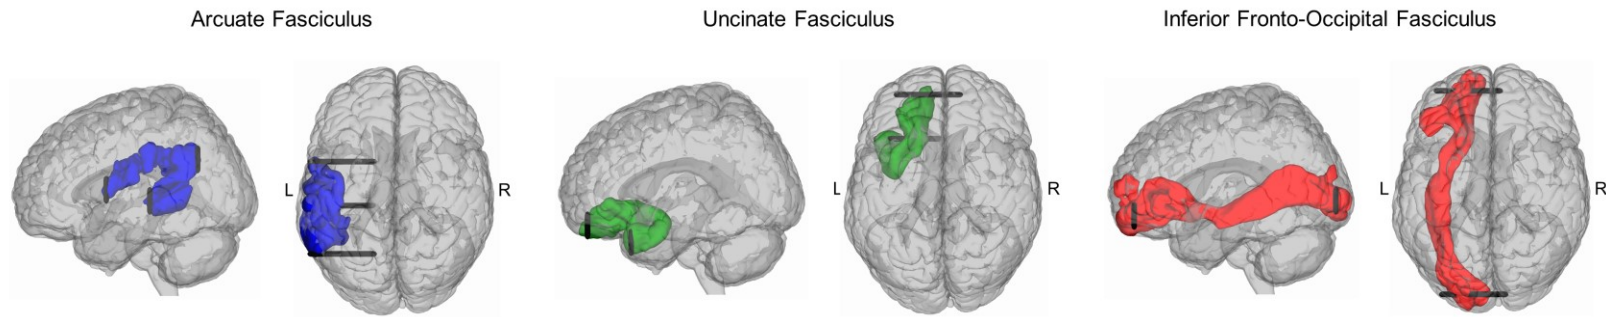 Arcuate Fasciculus
Uncinate Fasciculus
Inferior Fronto-Occipital Fasciculus
L
R
L
R
L
R